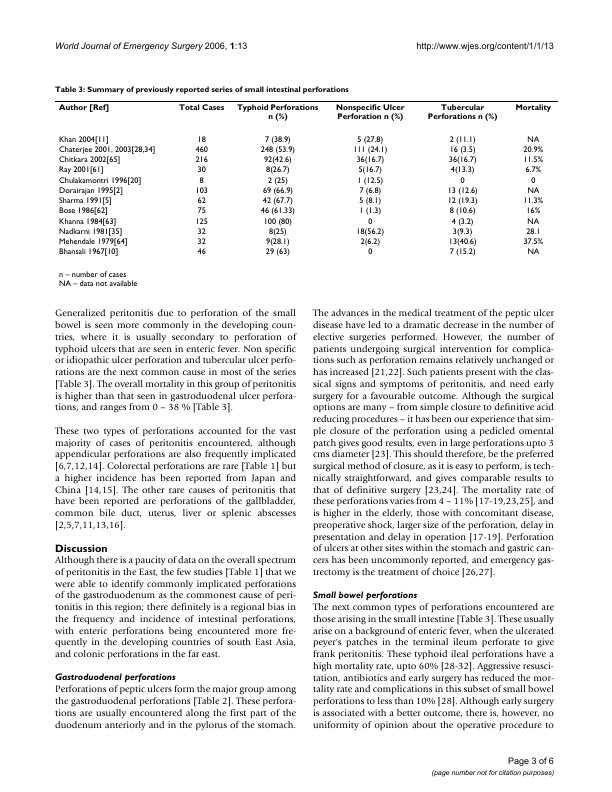 World Journal of Emergency Surgery 2006, 1:13 http://www.wjes.org/content/1/1/13
Table 3: Summary of previously reported series of small intestinal perforations
Author [Ref] Total Cases Typhoid Perforations n (%) Nonspecific Ulcer Perforation n (%) Tubercular Perforations n (%) Mortality
Khan 2004[11] 18 7 (38.9) 5 (27.8) 2 (11.1) NA
Chaterjee 2001, 2003[28,34] 460 248 (53.9) 111 (24.1) 16 (3.5) 20.9%
Chitkara 2002[65] 216 92(42.6) 36(16.7) 36(16.7) 11.5%
Ray 2001[61] 30 8(26.7) 5(16.7) 4(13.3) 6.7%
Chulakamontri 1996[20] 8 2 (25) 1 (12.5) 0 0
Dorairajan 1995[2] 103 69 (66.9) 7 (6.8) 13 (12.6) NA
Sharma 1991[5] 62 42 (67.7) 5 (8.1) 12 (19.3) 11.3%
Bose 1986[62] 75 46 (61.33) 1 (1.3) 8 (10.6) 16%
Khanna 1984[63] 125 100 (80) 0 4 (3.2) NA
Nadkarni 1981[35] 32 8(25) 18(56.2) 3(9.3) 28.1
Mehendale 1979[64] 32 9(28.1) 2(6.2) 13(40.6) 37.5%
Bhansali 1967[10] 46 29 (63) 0 7 (15.2) NA
n – number of cases
NA – data not available
Generalized peritonitis due to perforation of the small
bowel is seen more commonly in the developing coun-
tries, where it is usually secondary to perforation of
typhoid ulcers that are seen in enteric fever. Non specific
or idiopathic ulcer perforation and tubercular ulcer perfo-
rations are the next common cause in most of the series
[Table 3]. The overall mortality in this group of peritonitis
is higher than that seen in gastroduodenal ulcer perfora-
tions, and ranges from 0 – 38 % [Table 3].
These two types of perforations accounted for the vast
majority of cases of peritonitis encountered, although
appendicular perforations are also frequently implicated
[6,7,12,14]. Colorectal perforations are rare [Table 1] but
a higher incidence has been reported from Japan and
China [14,15]. The other rare causes of peritonitis that
have been reported are perforations of the gallbladder,
common bile duct, uterus, liver or splenic abscesses
[2,5,7,11,13,16].
Discussion
Although there is a paucity of data on the overall spectrum
of peritonitis in the East, the few studies [Table 1] that we
were able to identify commonly implicated perforations
of the gastroduodenum as the commonest cause of peri-
tonitis in this region; there definitely is a regional bias in
the frequency and incidence of intestinal perforations,
with enteric perforations being encountered more fre-
quently in the developing countries of south East Asia,
and colonic perforations in the far east.
Gastroduodenal perforations
Perforations of peptic ulcers form the major group among
the gastroduodenal perforations [Table 2]. These perfora-
tions are usually encountered along the first part of the
duodenum anteriorly and in the pylorus of the stomach.
The advances in the medical treatment of the peptic ulcer
disease have led to a dramatic decrease in the number of
elective surgeries performed. However, the number of
patients undergoing surgical intervention for complica-
tions such as perforation remains relatively unchanged or
has increased [21,22]. Such patients present with the clas-
sical signs and symptoms of peritonitis, and need early
surgery for a favourable outcome. Although the surgical
options are many – from simple closure to definitive acid
reducing procedures – it has been our experience that sim-
ple closure of the perforation using a pedicled omental
patch gives good results, even in large perforations upto 3
cms diameter [23]. This should therefore, be the preferred
surgical method of closure, as it is easy to perform, is tech-
nically straightforward, and gives comparable results to
that of definitive surgery [23,24]. The mortality rate of
these perforations varies from 4 – 11% [17-19,23,25], and
is higher in the elderly, those with concomitant disease,
preoperative shock, larger size of the perforation, delay in
presentation and delay in operation [17-19]. Perforation
of ulcers at other sites within the stomach and gastric can-
cers has been uncommonly reported, and emergency gas-
trectomy is the treatment of choice [26,27].
Small bowel perforations
The next common types of perforations encountered are
those arising in the small intestine [Table 3]. These usually
arise on a background of enteric fever, when the ulcerated
peyer's patches in the terminal ileum perforate to give
frank peritonitis. These typhoid ileal perforations have a
high mortality rate, upto 60% [28-32]. Aggressive resusci-
tation, antibiotics and early surgery has reduced the mor-
tality rate and complications in this subset of small bowel
perforations to less than 10% [28]. Although early surgery
is associated with a better outcome, there is, however, no
uniformity of opinion about the operative procedure to
Page 3 of 6
(page number not for citation purposes)